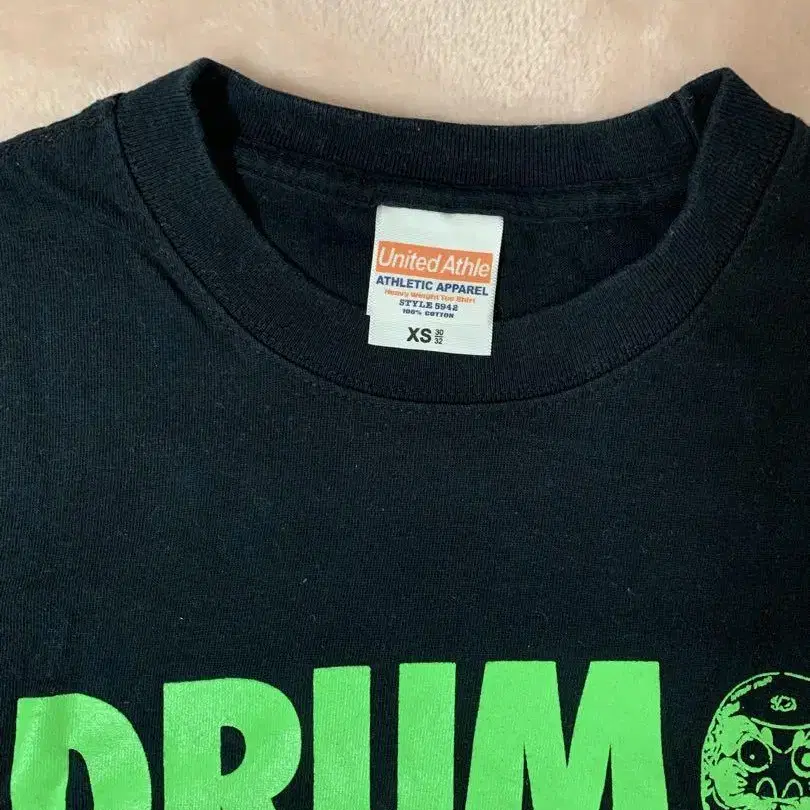 United Athle
ATHLETIC APPAREL
Heavy Weight Tee Shirt
STYLE 5942
100% COTTON
XS 30
32
DRUM